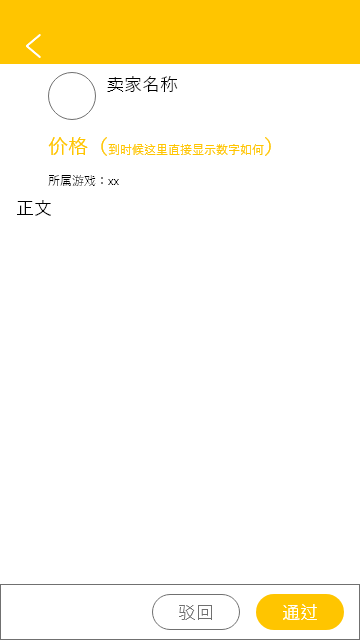 卖家名称
价格（到时候这里直接显示数字如何）
所属游戏：xx
正文
驳回
通过